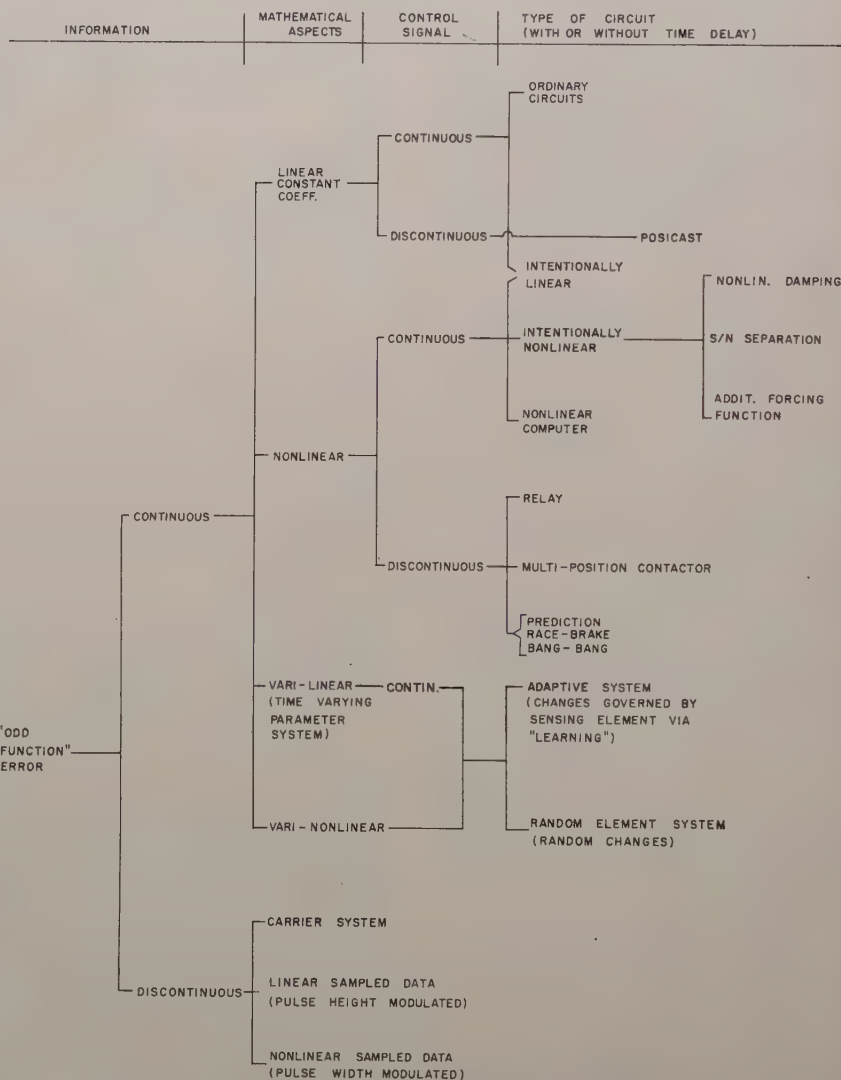 INFORMATION
MATHEMATICAL
ASPECTS
CONTROL
SIGNAL
TYPE OF CIRCUIT
(WITH OR WITHOUT TIME DELAY)
ORDINARY
CIRCUITS
CONTINUOUS
LINEAR
CONSTANT
COEFF.
DISCONTINUOUS
POSICAST
INTENTIONALLY
LINEAR
NONLIN. DAMPING
CONTINUOUS
INTENTIONALLY
NONLINEAR
S/N SEPARATION
ADDIT. FORCING
FUNCTION
NONLINEAR
COMPUTER
NONLINEAR
RELAY
CONTINUOUS
DISCONTINUOUS
MULTI-POSITION CONTACTOR
PREDICTION
RACE-BRAKE
BANG-BANG
VARI-LINEAR
(TIME VARYING
PARAMETER
SYSTEM)
CONTIN.
ADAPTIVE SYSTEM
(CHANGES GOVERNED BY
SENSING ELEMENT VIA
"LEARNING")
"ODD
FUNCTION"
ERROR
VARI-NONLINEAR
RANDOM ELEMENT SYSTEM
(RANDOM CHANGES)
CARRIER SYSTEM
DISCONTINUOUS
LINEAR SAMPLED DATA
(PULSE HEIGHT MODULATED)
NONLINEAR SAMPLED DATA
(PULSE WIDTH MODULATED)